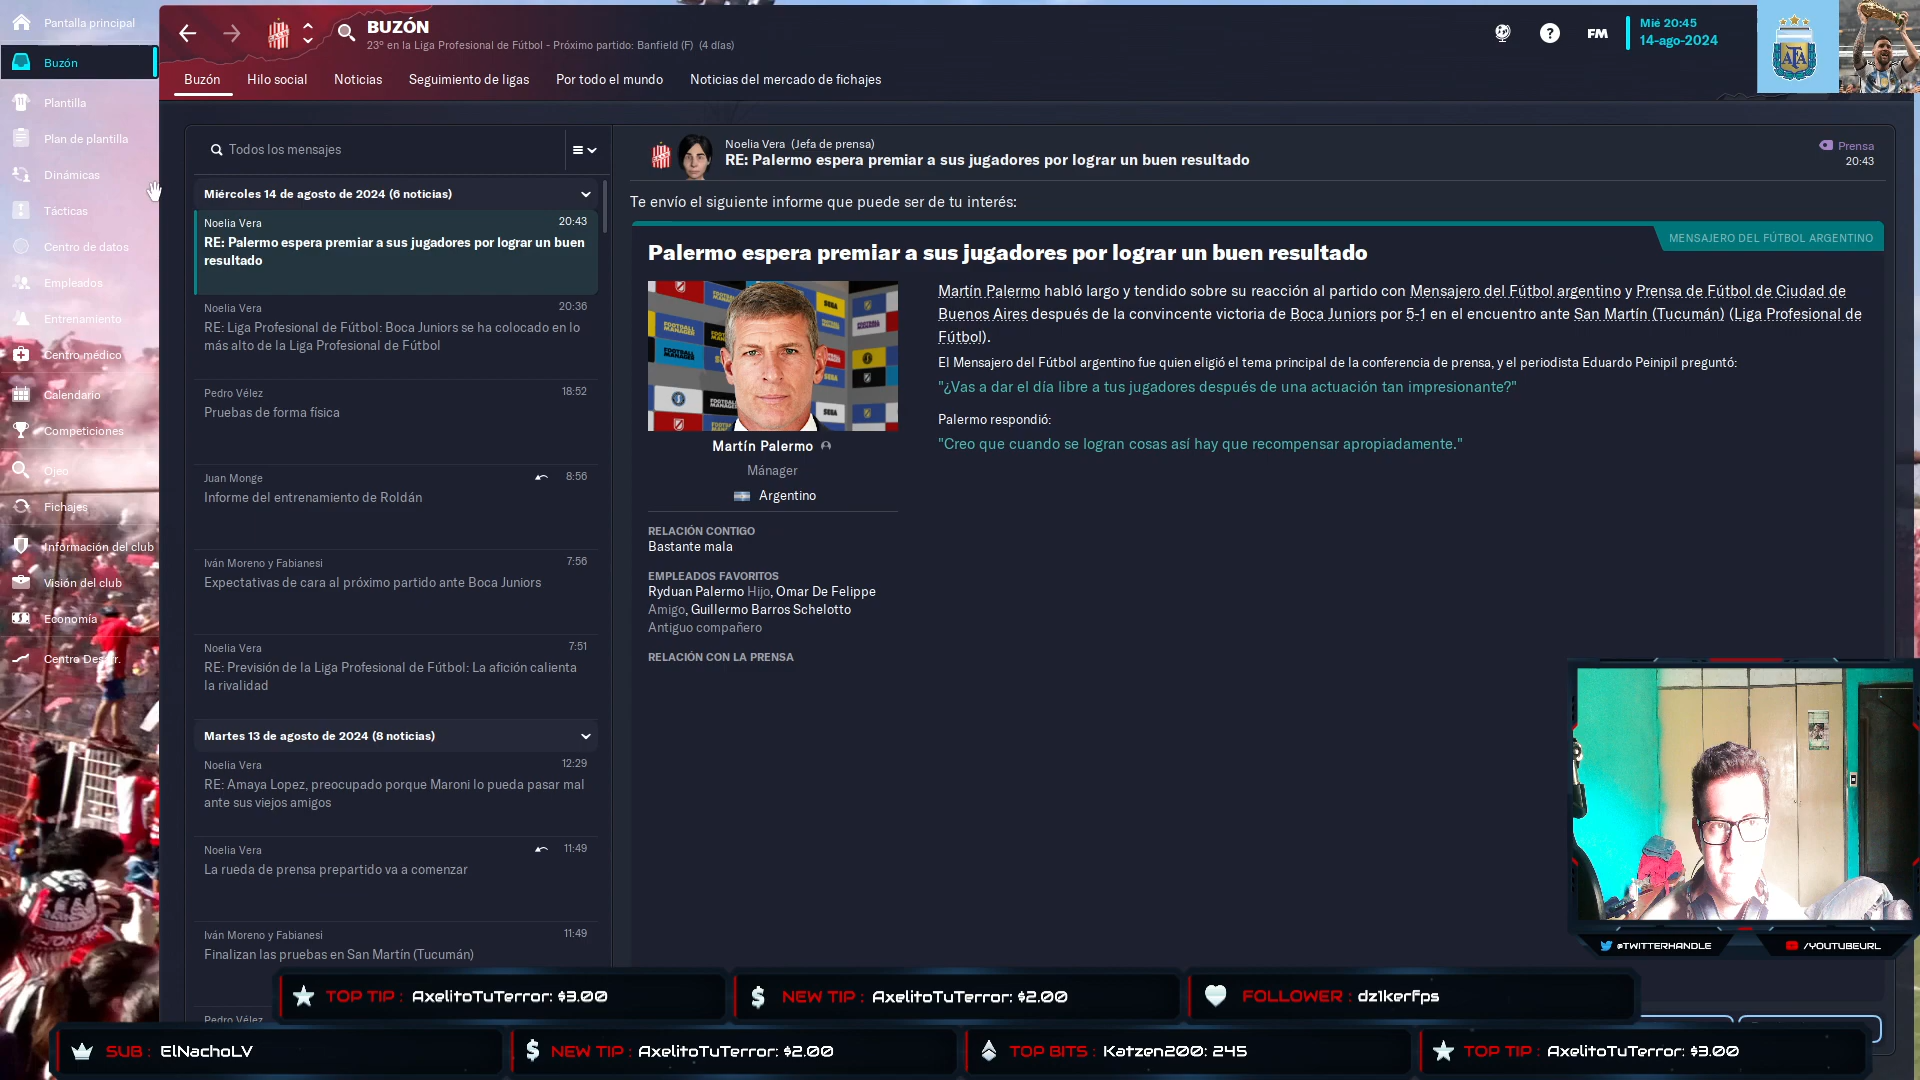 Pantalla principal
Buzón
Plantilla
Plan de plantilla
Dinámicas
Tácticas
Centro de datos
Empleados
Entrenamiento
Centro médico
Calendario
Competiciones
Ojeo
Fichajes
Información del club
Visión del club
Economía
BUZÓN
23º en la Liga Profesional de Fútbol - Próximo partido: Banfield (F) (4 días)
FM
Mié 20:45
14-ago-2024
AFA
Buzón
Hilo social
Noticias
Seguimiento de ligas
Por todo el mundo
Noticias del mercado de fichajes
Todos los mensajes
Miércoles 14 de agosto de 2024 (6 noticias)
Noelia Vera 20:43
RE: Palermo espera premiar a sus jugadores por lograr un buen
resultado
Noelia Vera 20:36
RE: Liga Profesional de Fútbol: Boca Juniors se ha colocado en lo
más alto de la Liga Profesional de Fútbol
Pedro Vélez 18:52
Pruebas de forma física
Juan Monge 8:56
Informe del entrenamiento de Roldán
Iván Moreno y Fabianesi 7:56
Expectativas de cara al próximo partido ante Boca Juniors
Noelia Vera 7:51
RE: Previsión de la Liga Profesional de Fútbol: La afición calienta
la rivalidad
Martes 13 de agosto de 2024 (8 noticias)
Noelia Vera 12:29
RE: Amaya Lopez, preocupado porque Maroni lo pueda pasar mal
ante sus viejos amigos
Noelia Vera 11:49
La rueda de prensa prepartido va a comenzar
Iván Moreno y Fabianesi 11:49
Finalizan las pruebas en San Martín (Tucumán)
Pedro Vélez
Noelia Vera (Jefa de prensa)
RE: Palermo espera premiar a sus jugadores por lograr un buen resultado
Prensa
20:43
Te envío el siguiente informe que puede ser de tu interés:
MENSAJERO DEL FÚTBOL ARGENTINO
Palermo espera premiar a sus jugadores por lograr un buen resultado
Martín Palermo habló largo y tendido sobre su reacción al partido con Mensajero del Fútbol argentino y Prensa de Fútbol de Ciudad de
Buenos Aires después de la convincente victoria de Boca Juniors por 5-1 en el encuentro ante San Martín (Tucumán) (Liga Profesional de
Fútbol).
El Mensajero del Fútbol argentino fue quien eligió el tema principal de la conferencia de prensa, y el periodista Eduardo Peinipil preguntó:
"¿Vas a dar el día libre a tus jugadores después de una actuación tan impresionante?"
Palermo respondió:
"Creo que cuando se logran cosas así hay que recompensar apropiadamente."
Martín Palermo
Mánager
Argentino
RELACIÓN CONTIGO
Bastante mala
EMPLEADOS FAVORITOS
Ryduan Palermo Hijo, Omar De Felippe
Amigo, Guillermo Barros Schelotto
Antiguo compañero
RELACIÓN CON LA PRENSA
@TWITTERHANDLE
/YOUTUBEURL
TOP TIP : AxelitoTuTerror: $3.00
NEW TIP : AxelitoTuTerror: $2.00
FOLLOWER : dz1kerfps
SUB : ElNachoLV
NEW TIP : AxelitoTuTerror: $2.00
TOP BITS : Katzen200: 245
TOP TIP : AxelitoTuTerror: $3.00